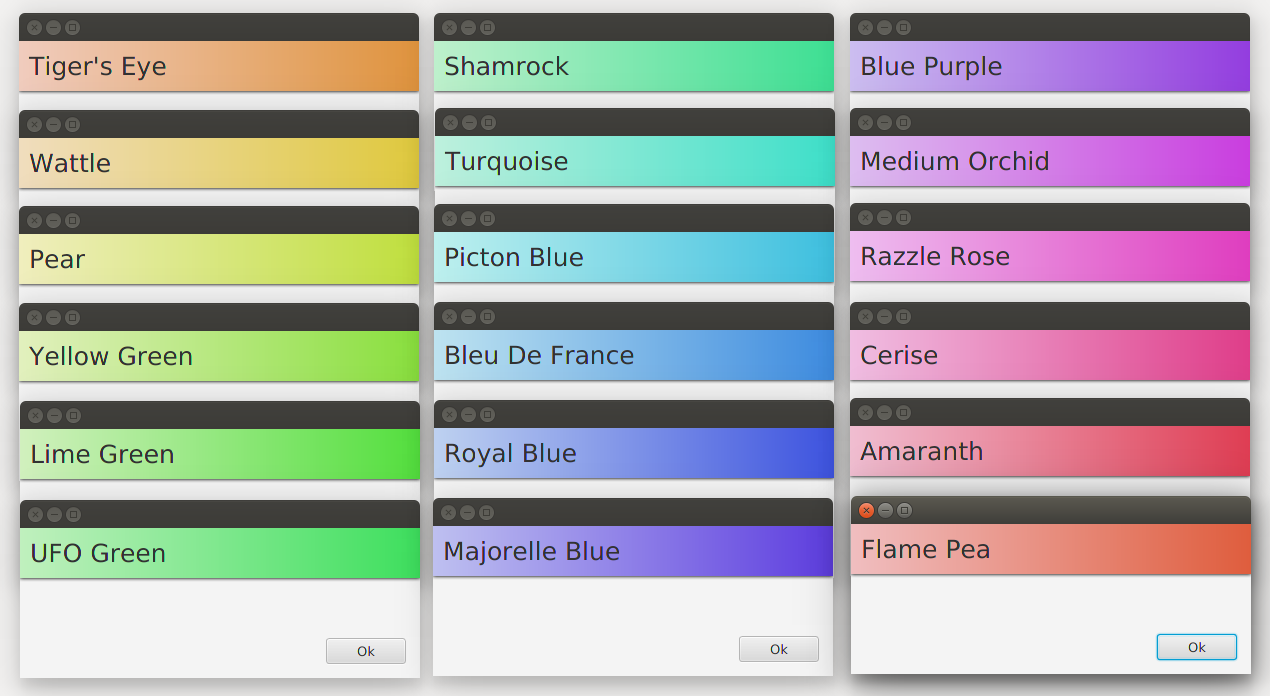 Tiger's Eye
Wattle
Pear
Yellow Green
Lime Green
UFO Green
Ok
Shamrock
Turquoise
Picton Blue
Bleu De France
Royal Blue
Majorelle Blue
Ok
Blue Purple
Medium Orchid
Razzle Rose
Cerise
Amaranth
Flame Pea
Ok